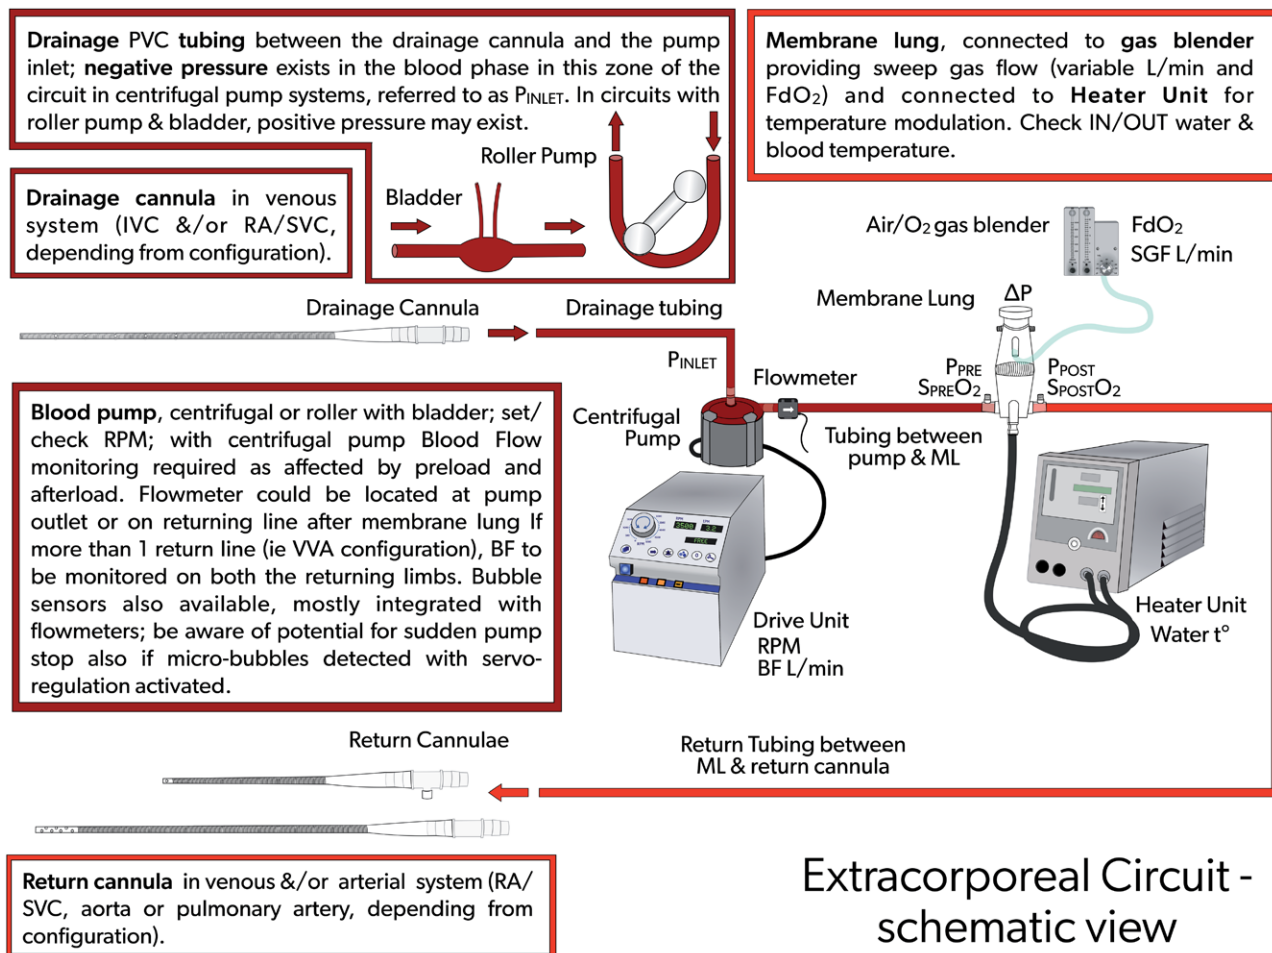 Drainage PVC tubing between the drainage cannula and the pump
inlet; negative pressure exists in the blood phase in this zone of the
circuit in centrifugal pump systems, referred to as PINLET. In circuits with
roller pump & bladder, positive pressure may exist.
Roller Pump
Bladder
Membrane lung, connected to gas blender
providing sweep gas flow (variable L/min and
FdO2) and connected to Heater Unit for
temperature modulation. Check IN/OUT water &
blood temperature.
Drainage cannula in venous
system (IVC &/or RA/SVC,
depending from configuration).
Air/O2 gas blender
FdO2
SGF L/min
Drainage Cannula
Drainage tubing
Membrane Lung
ΔP
PINLET
Flowmeter
PPRE
SPREO2
PPOST
SPOSTO2
Centrifugal
Pump
Tubing between
pump & ML
Blood pump, centrifugal or roller with bladder; set/
check RPM; with centrifugal pump Blood Flow
monitoring required as affected by preload and
afterload. Flowmeter could be located at pump
outlet or on returning line after membrane lung If
more than 1 return line (ie VVA configuration), BF to
be monitored on both the returning limbs. Bubble
sensors also available, mostly integrated with
flowmeters; be aware of potential for sudden pump
stop also if micro-bubbles detected with servo-
regulation activated.
Drive Unit
RPM
BF L/min
Heater Unit
Water t°
Return Cannulae
Return Tubing between
ML & return cannula
Return cannula in venous &/or arterial system (RA/
SVC, aorta or pulmonary artery, depending from
configuration).
Extracorporeal Circuit -
schematic view